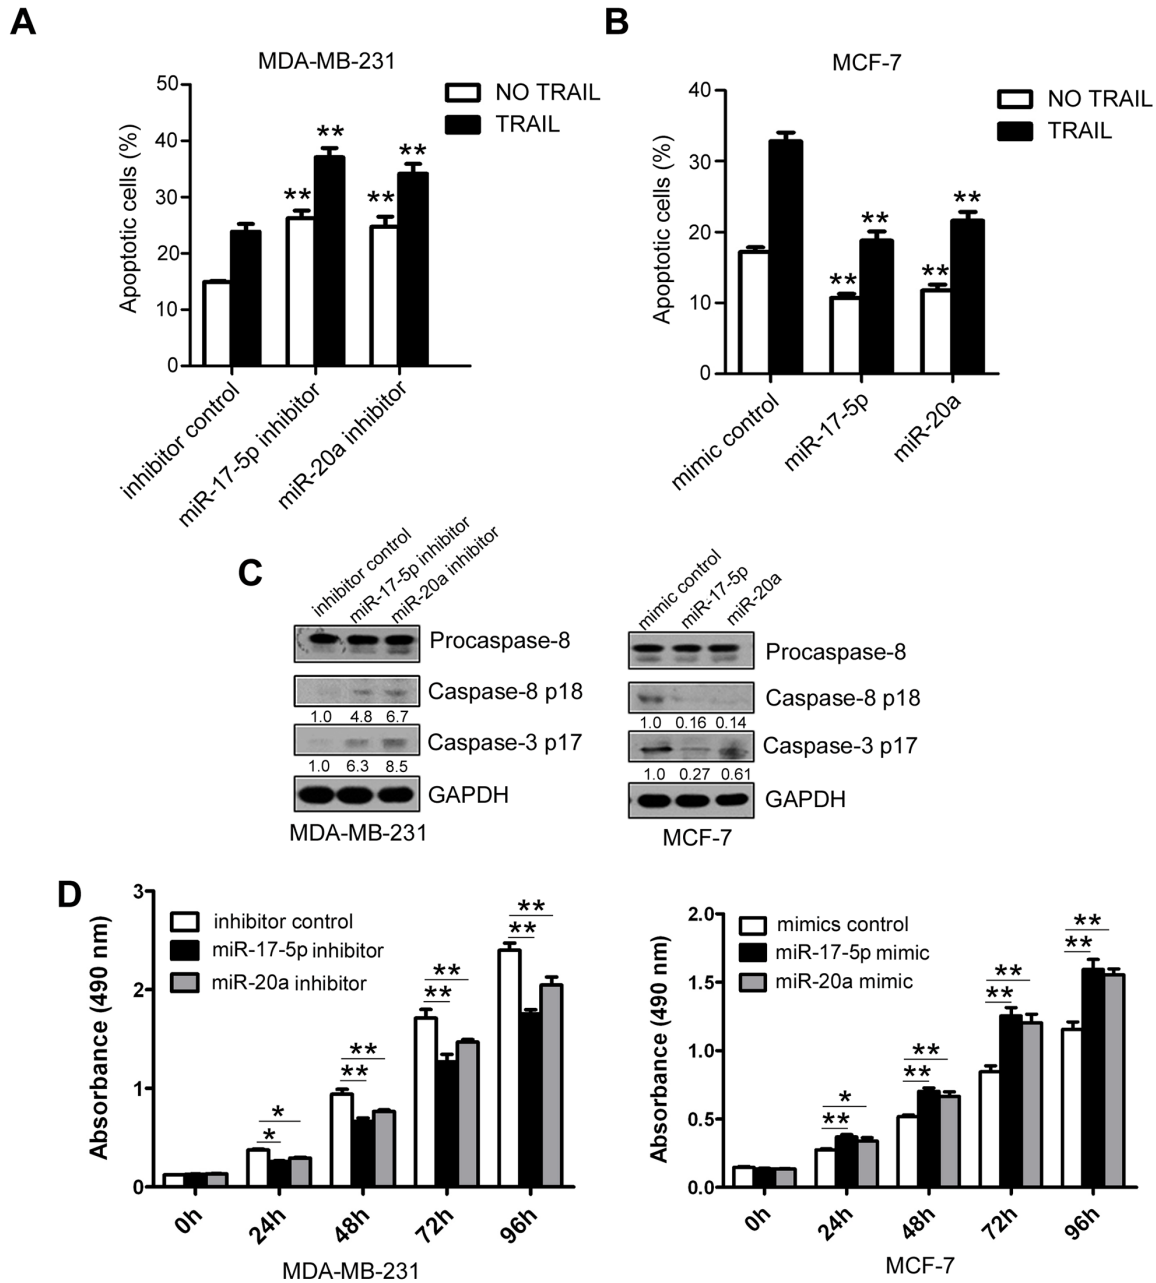 A
MDA-MB-231
50
40
30
20
10
0
Apoptotic cells (%)
NO TRAIL
TRAIL
**
**
**
**
inhibitor control
miR-17-5p inhibitor
miR-20a inhibitor
B
MCF-7
40
30
20
10
0
Apoptotic cells (%)
NO TRAIL
TRAIL
**
**
**
**
mimic control
miR-17-5p
miR-20a
C
inhibitor control
miR-17-5p inhibitor
miR-20a inhibitor
Procaspase-8
Caspase-8 p18
1.0 4.8 6.7
Caspase-3 p17
1.0 6.3 8.5
GAPDH
MDA-MB-231
mimic control
miR-17-5p
miR-20a
Procaspase-8
Caspase-8 p18
1.0 0.16 0.14
Caspase-3 p17
1.0 0.27 0.61
GAPDH
MCF-7
D
3
2
1
0
Absorbance (490 nm)
inhibitor control
miR-17-5p inhibitor
miR-20a inhibitor
*
*
**
**
**
**
**
**
0h 24h 48h 72h 96h
MDA-MB-231
2.0
1.5
1.0
0.5
0.0
Absorbance (490 nm)
mimics control
miR-17-5p mimic
miR-20a mimic
*
**
**
**
**
**
**
**
0h 24h 48h 72h 96h
MCF-7